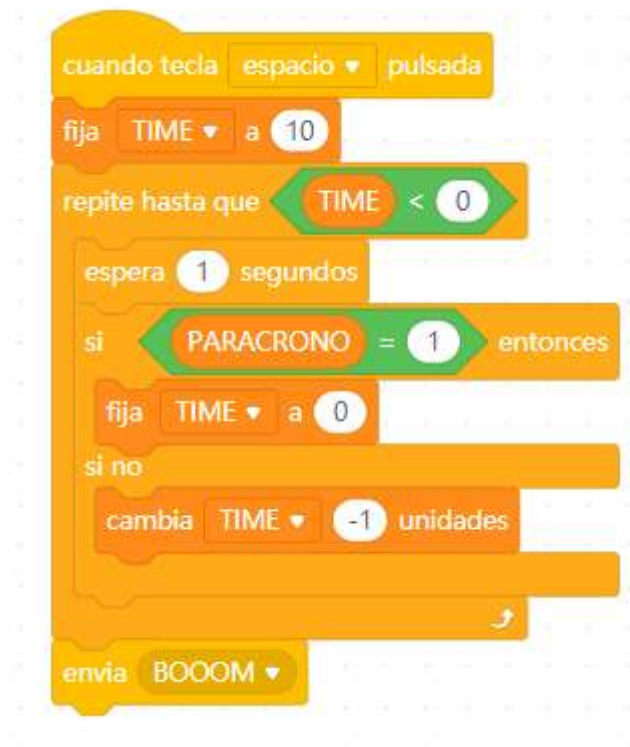 cuando tecla espacio pulsada
fija TIME a 10
repite hasta que TIME < 0
espera 1 segundos
si PARACRONO = 1 entonces
fija TIME a 0
si no
cambia TIME -1 unidades
envia BOOOM